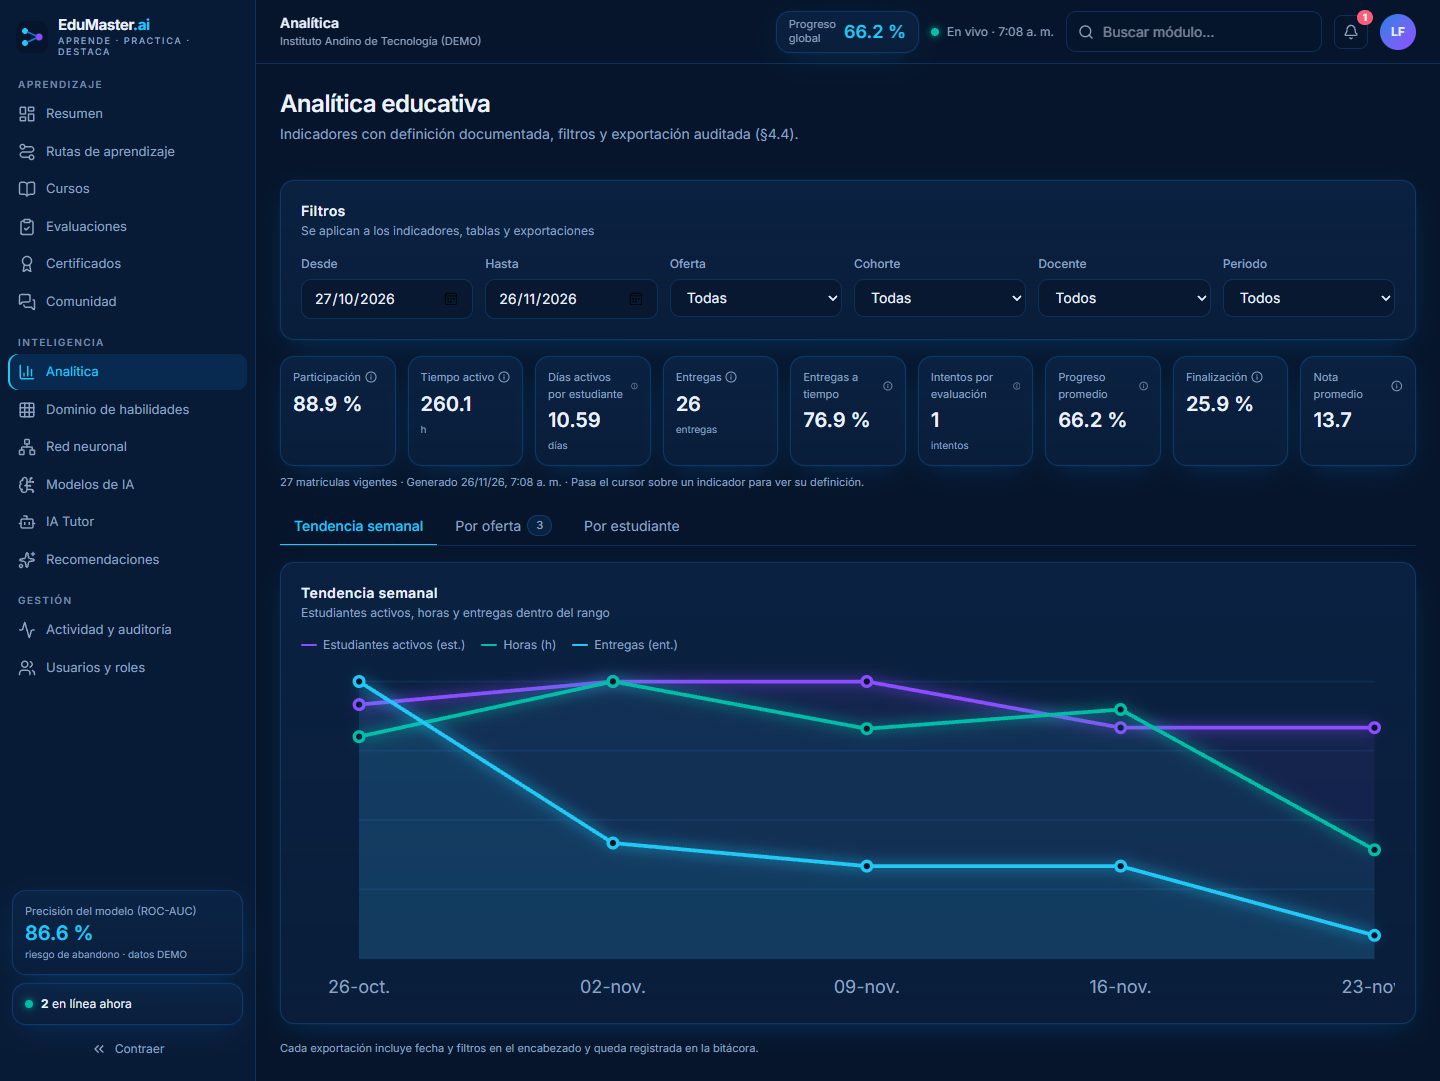 EduMaster.ai
APRENDE · PRACTICA ·
DESTACA
APRENDIZAJE
Resumen
Rutas de aprendizaje
Cursos
Evaluaciones
Certificados
Comunidad
INTELIGENCIA
Analítica
Dominio de habilidades
Red neuronal
Modelos de IA
IA Tutor
Recomendaciones
GESTIÓN
Actividad y auditoría
Usuarios y roles
Precisión del modelo (ROC-AUC)
86.6 %
riesgo de abandono · datos DEMO
2 en línea ahora
Contraer
Analítica
Instituto Andino de Tecnología (DEMO)
Progreso
global
66.2 %
En vivo · 7:08 a. m.
Buscar módulo...
1
LF
Analítica educativa
Indicadores con definición documentada, filtros y exportación auditada (§4.4).
Filtros
Se aplican a los indicadores, tablas y exportaciones
Desde
27/10/2026
Hasta
26/11/2026
Oferta
Todas
Cohorte
Todas
Docente
Todos
Periodo
Todos
Participación
88.9 %
Tiempo activo
260.1
h
Días activos
por estudiante
10.59
días
Entregas
26
entregas
Entregas a
tiempo
76.9 %
Intentos por
evaluación
1
intentos
Progreso
promedio
66.2 %
Finalización
25.9 %
Nota
promedio
13.7
27 matrículas vigentes · Generado 26/11/26, 7:08 a. m. · Pasa el cursor sobre un indicador para ver su definición.
Tendencia semanal
Por oferta 3
Por estudiante
Tendencia semanal
Estudiantes activos, horas y entregas dentro del rango
Estudiantes activos (est.)
Horas (h)
Entregas (ent.)
26-oct.
02-nov.
09-nov.
16-nov.
23-nov
Cada exportación incluye fecha y filtros en el encabezado y queda registrada en la bitácora.